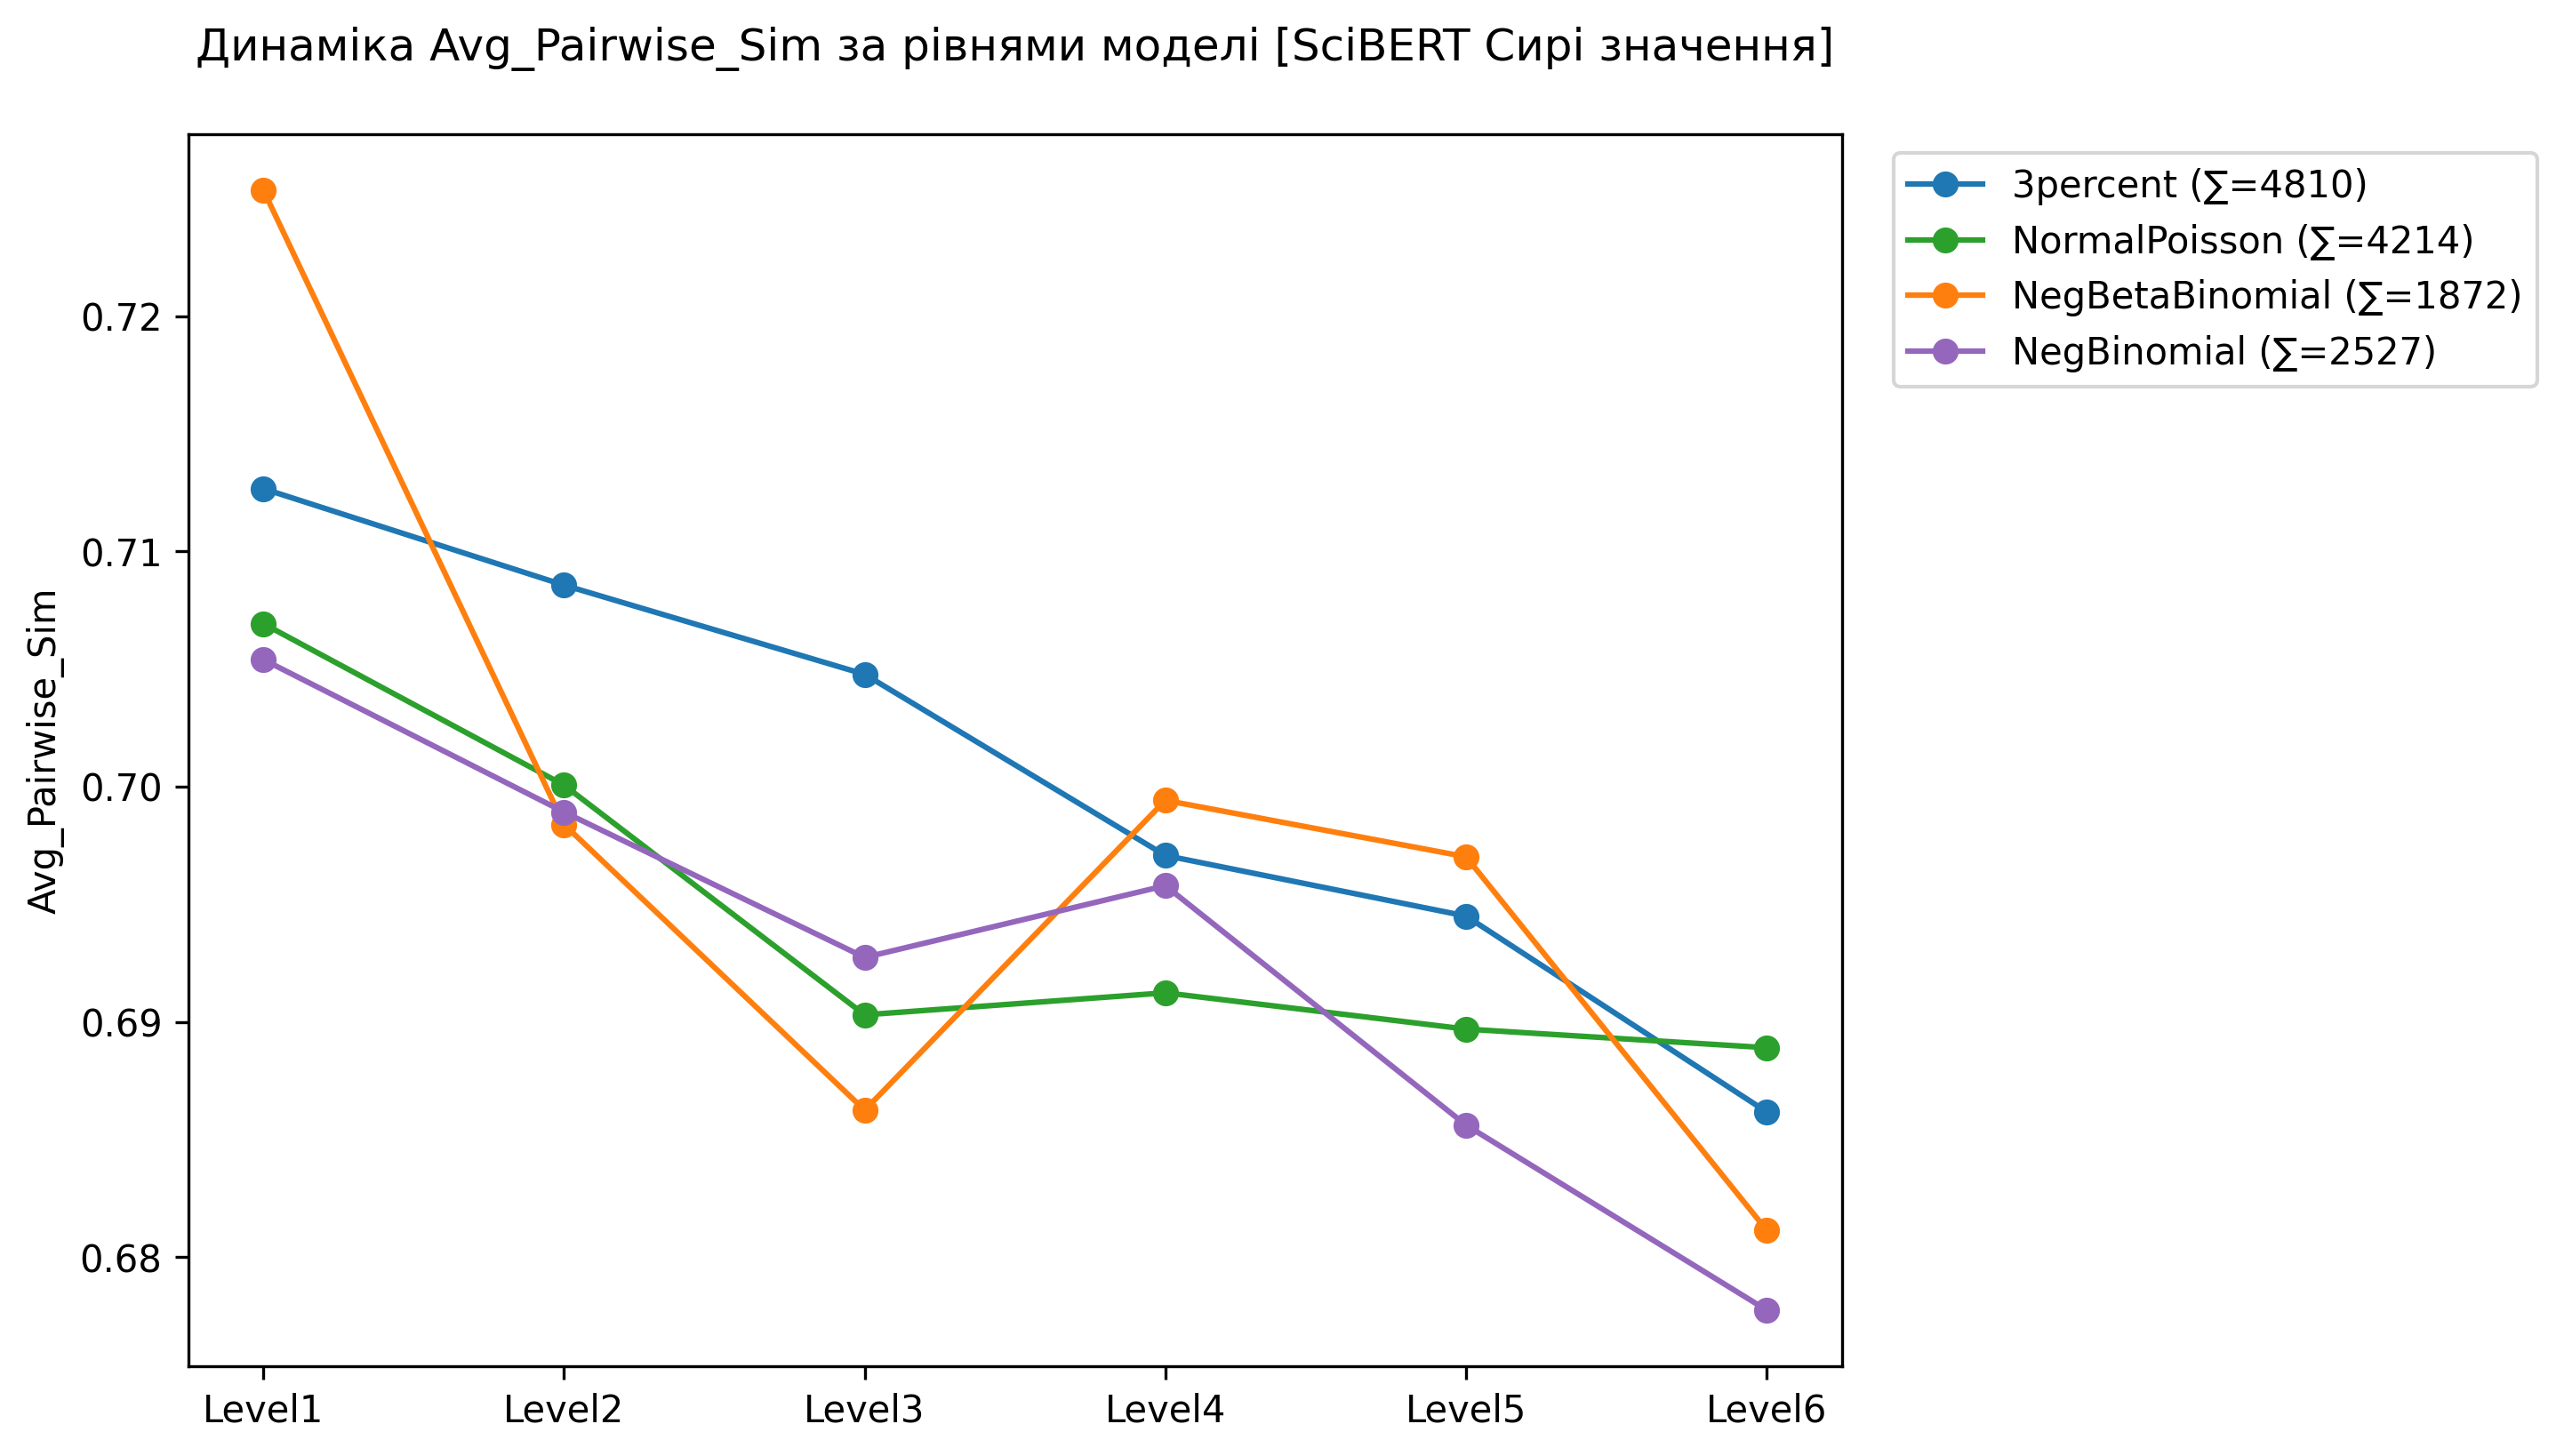 Динаміка Avg_Pairwise_Sim за рівнями моделі [SciBERT Сирі значення]
3percent (∑=4810)
NormalPoisson (∑=4214)
NegBetaBinomial (∑=1872)
NegBinomial (∑=2527)
Avg_Pairwise_Sim
0.72
0.71
0.70
0.69
0.68
Level1 Level2 Level3 Level4 Level5 Level6